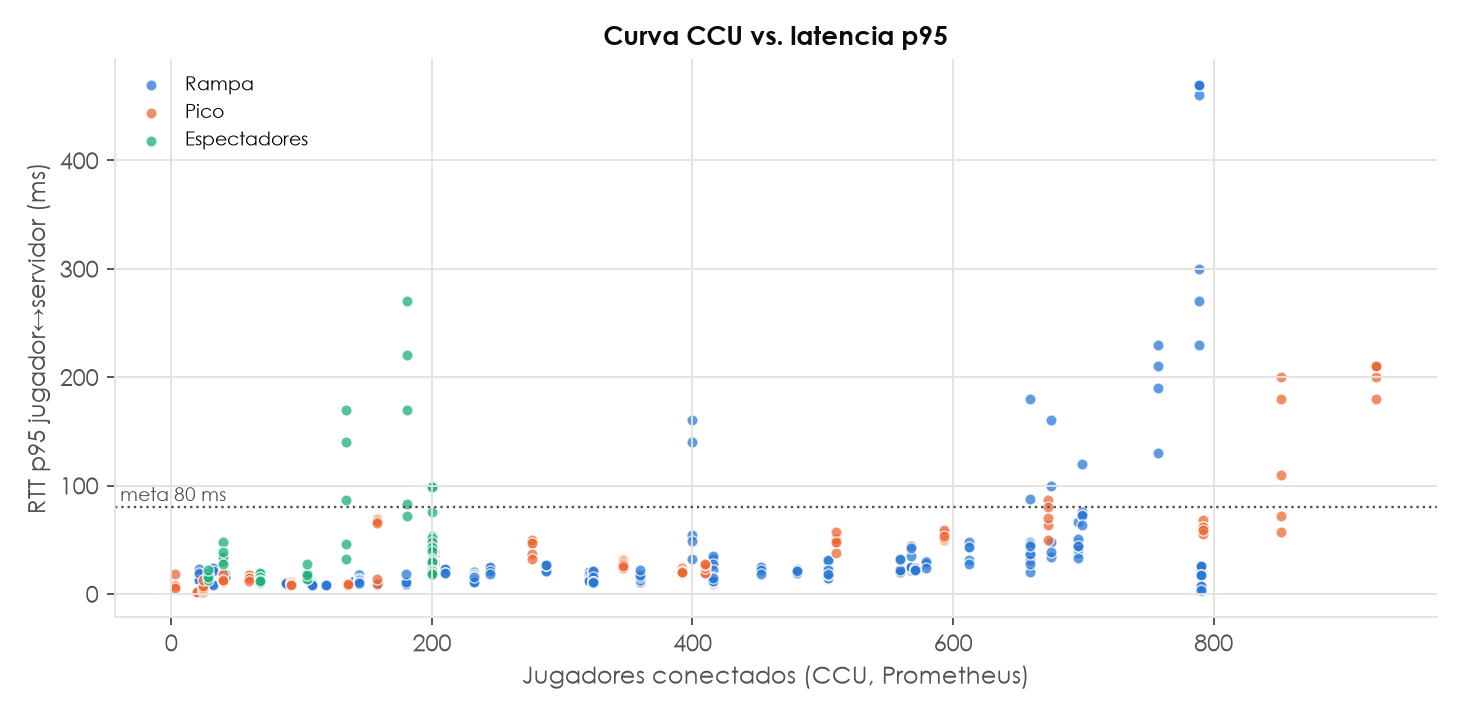 Curva CCU vs. latencia p95
Rampa
Pico
Espectadores
RTT p95 jugador↔servidor (ms)
400
300
200
100
0
meta 80 ms
0 200 400 600 800
Jugadores conectados (CCU, Prometheus)